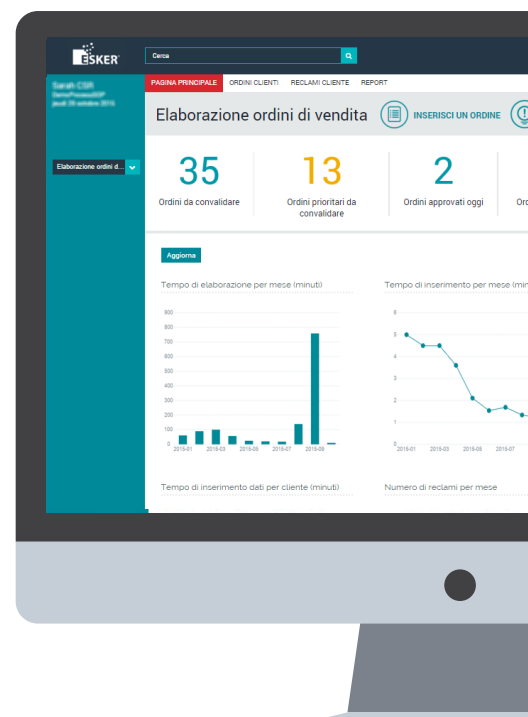 ESKER
Cerca
Sarah CSR
PAGINA PRINCIPALE
ORDINI CLIENTI
RECLAMI CLIENTE
REPORT
Elaborazione ordini di vendita
INSERISCI UN ORDINE
Elaborazione ordini d...
35
13
2
Ordini da convalidare
Ordini prioritari da
convalidare
Ordini approvati oggi
Aggiorna
Tempo di elaborazione per mese (minuti)
900
800
700
600
500
400
300
200
100
0
2015-01
2015-03
2015-05
2015-07
2015-09
Tempo di inserimento per mese (min
6
5
4
3
2
1
0
2015-01
2015-03
2015-05
2015-07
Tempo di inserimento dati per cliente (minuti)
Numero di reclami per mese